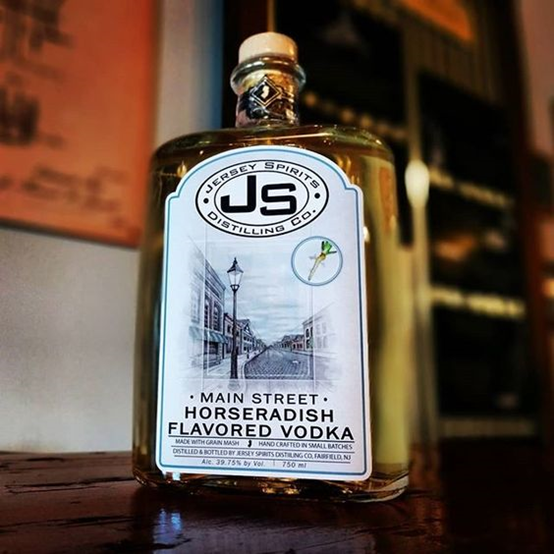 JERSEY SPIRITS
JS
DISTILLING CO.
• MAIN STREET •
HORSERADISH
FLAVORED VODKA
MADE WITH GRAIN MASH HAND CRAFTED IN SMALL BATCHES
DISTILLED & BOTTLED BY JERSEY SPIRITS DISTILLING CO, FAIRFIELD, NJ
Alc. 39.75% by Vol. | 750 ml